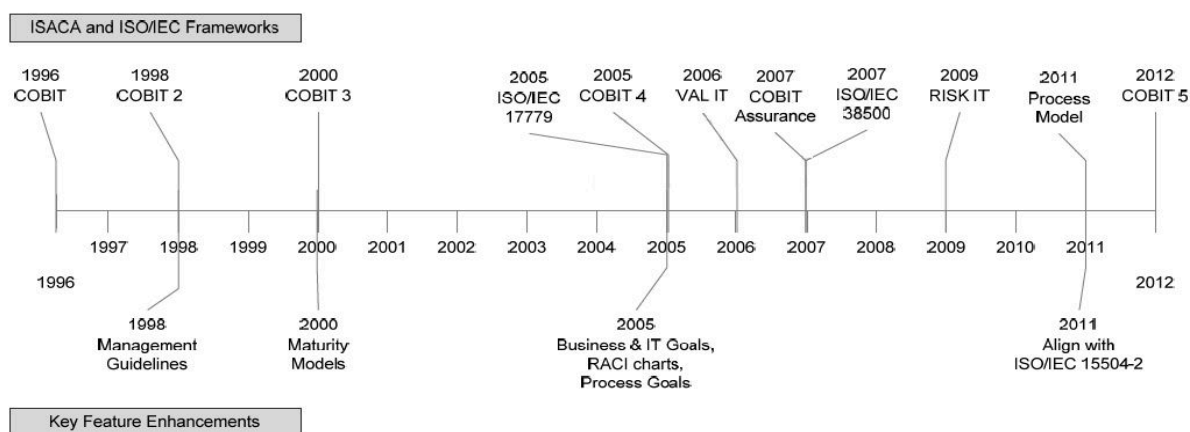 ISACA and ISO/IEC Frameworks
1996
COBIT
1998
COBIT 2
2000
COBIT 3
2005
ISO/IEC
17779
2005
COBIT 4
2006
VAL IT
2007
COBIT
Assurance
2007
ISO/IEC
38500
2009
RISK IT
2011
Process
Model
2012
COBIT 5
1997 1998 1999 2000 2001 2002 2003 2004 2005 2006 2007 2008 2009 2010 2011
1996 2012
1998
Management
Guidelines
2000
Maturity
Models
2005
Business & IT Goals,
RACI charts,
Process Goals
2011
Align with
ISO/IEC 15504-2
Key Feature Enhancements